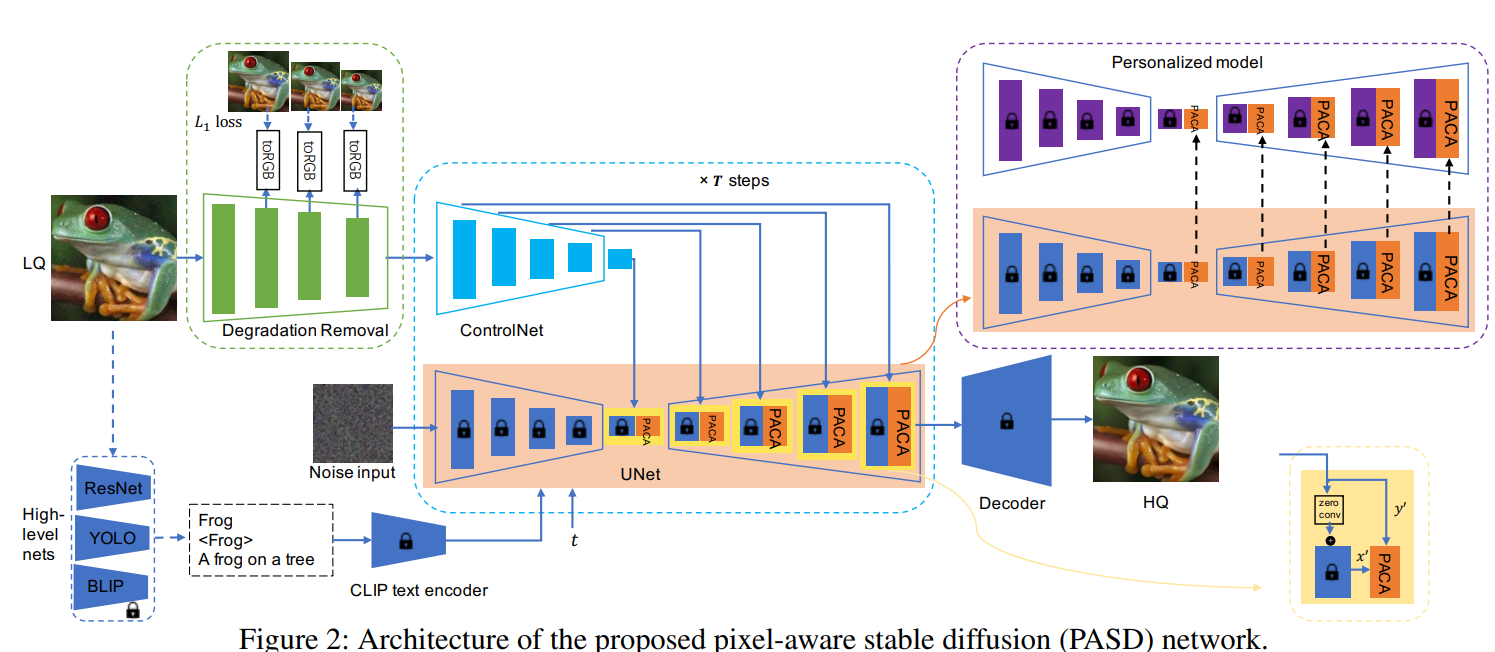 L₁ loss
toRGB
toRGB
toRGB
LQ
Degradation Removal
× T steps
ControlNet
Personalized model
PACA
PACA
PACA
PACA
PACA
PACA
PACA
PACA
PACA
PACA
Noise input
PACA
PACA
PACA
PACA
PACA
UNet
Decoder
HQ
High-
level
nets
ResNet
YOLO
BLIP
Frog
<Frog>
A frog on a tree
CLIP text encoder
t
zero
conv
y′
x′
PACA
Figure 2: Architecture of the proposed pixel-aware stable diffusion (PASD) network.